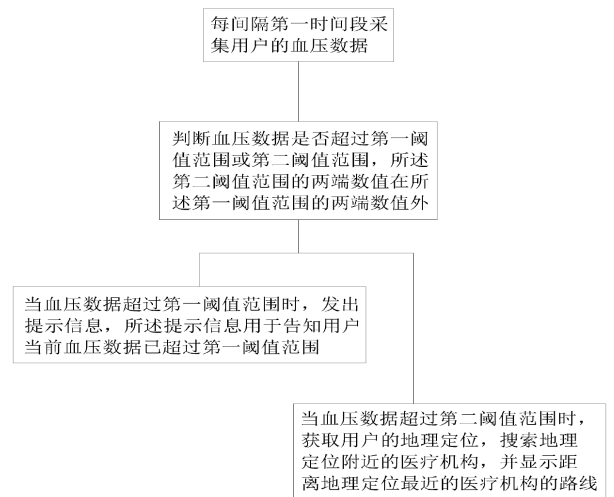 每间隔第一时间段采
集用户的血压数据
判断血压数据是否超过第一阈
值范围或第二阈值范围，所述
第二阈值范围的两端数值在所
述第一阈值范围的两端数值外
当血压数据超过第一阈值范围时，发出
提示信息，所述提示信息用于告知用户
当前血压数据已超过第一阈值范围
当血压数据超过第二阈值范围时，
获取用户的地理定位，搜索地理
定位附近的医疗机构，并显示距
离地理定位最近的医疗机构的路线